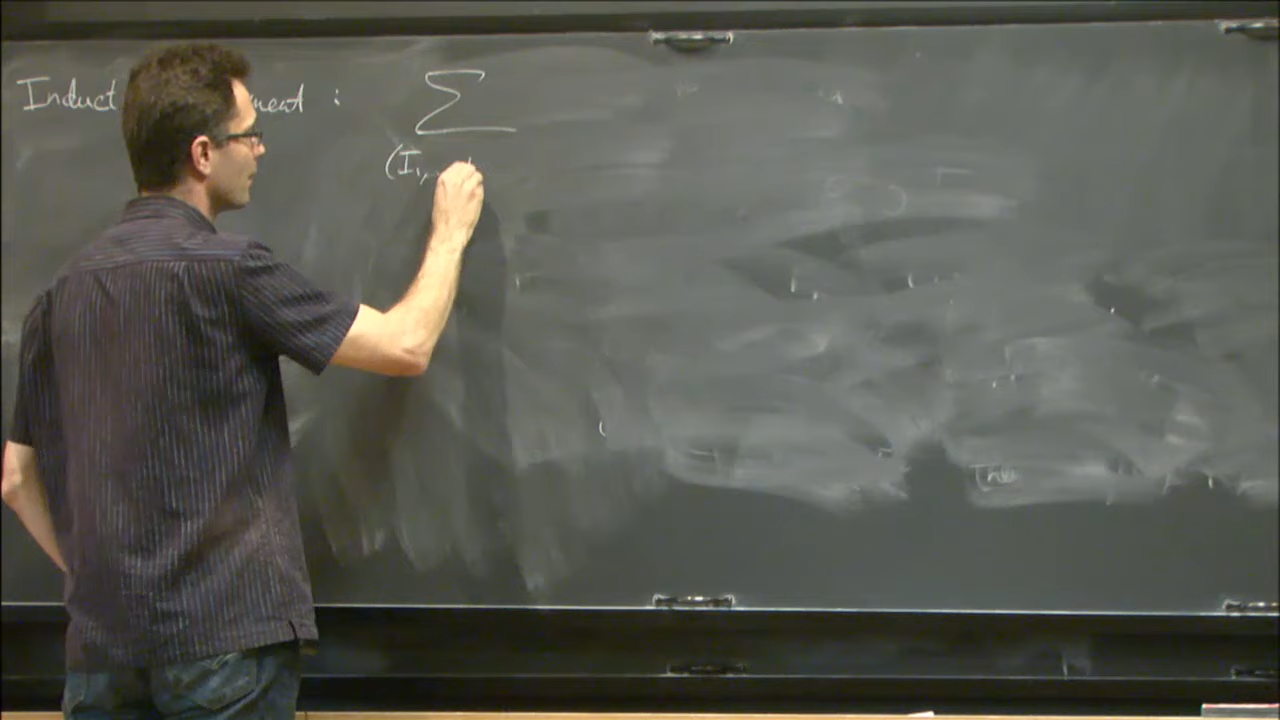 Induct ment : ∑
(I₁,